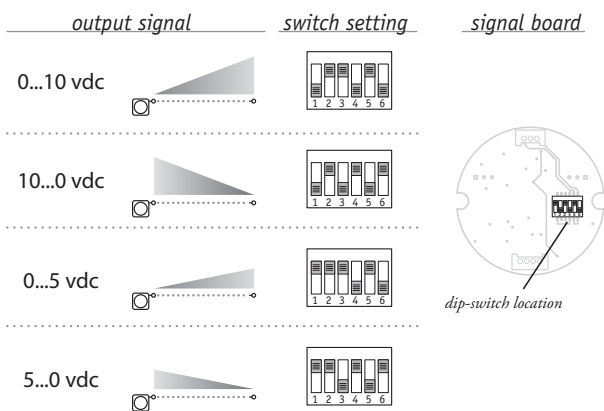 output signal switch setting signal board
0...10 vdc
1 2 3 4 5 6
10...0 vdc
1 2 3 4 5 6
dip-switch location
0...5 vdc
1 2 3 4 5 6
5...0 vdc
1 2 3 4 5 6